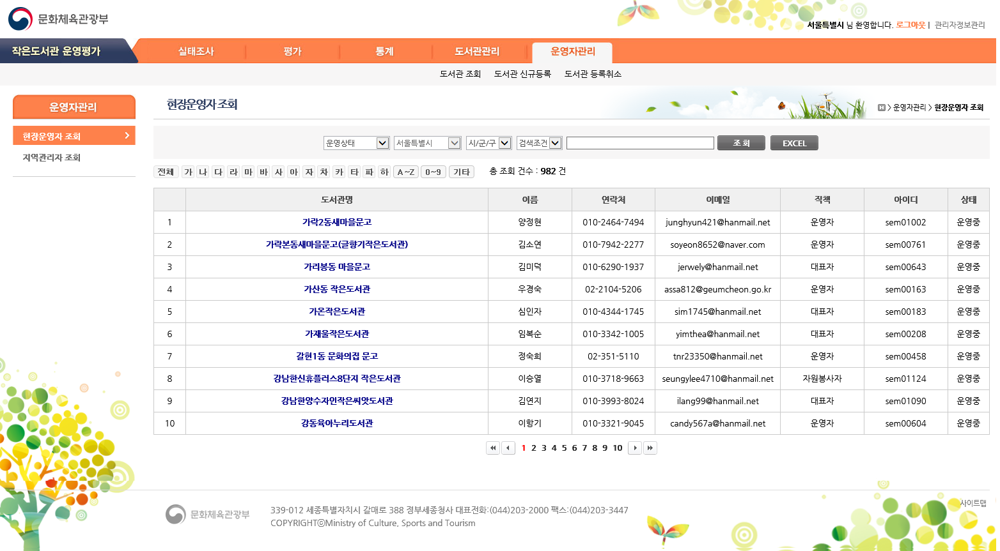 문화체육관광부
서울특별시 님 환영합니다. 로그아웃 | 관리자정보관리
작은도서관 운영평가 실태조사 평가 통계 도서관관리 운영자관리
도서관 조회 도서관 신규등록 도서관 등록취소
운영자관리
현장운영자 조회
지역관리자 조회
현장운영자 조회
> 운영자관리 > 현장운영자 조회
운영상태 서울특별시 시/군/구 검색조건 조 회 EXCEL
전체 가 나 다 라 마 바 사 아 자 차 카 타 파 하 A~Z 0~9 기타 총 조회 건수 : 982 건
도서관명 이름 연락처 이메일 직책 아이디 상태
1 가락2동새마을문고 양정현 010-2464-7494 junghyun421@hanmail.net 운영자 sem01002 운영중
2 가락본동새마을문고(글향기작은도서관) 김소연 010-7942-2277 soyeon8652@naver.com 운영자 sem00761 운영중
3 가리봉동 마을문고 김미덕 010-6290-1937 jerwely@hanmail.net 대표자 sem00643 운영중
4 가산동 작은도서관 우경숙 02-2104-5206 assa812@geumcheon.go.kr 운영자 sem00163 운영중
5 가온작은도서관 심인자 010-4344-1745 sim1745@hanmail.net 대표자 sem00183 운영중
6 가재울작은도서관 임복순 010-3342-1005 yimthea@hanmail.net 대표자 sem00208 운영중
7 갈현1동 문화의집 문고 정숙희 02-351-5110 tnr23350@hanmail.net 운영자 sem00458 운영중
8 강남한신휴플러스8단지 작은도서관 이승열 010-3718-9663 seungylee4710@hanmail.net 자원봉사자 sem01124 운영중
9 강남한양수자인작은씨앗도서관 김연지 010-3993-8024 ilang99@hanmail.net 대표자 sem01090 운영중
10 강동육아누리도서관 이항기 010-3321-9045 candy567a@hanmail.net 운영자 sem00604 운영중
1 2 3 4 5 6 7 8 9 10
사이트맵
문화체육관광부
339-012 세종특별자치시 갈매로 388 정부세종청사 대표전화:(044)203-2000 팩스:(044)203-3447
COPYRIGHTⓒMinistry of Culture, Sports and Tourism